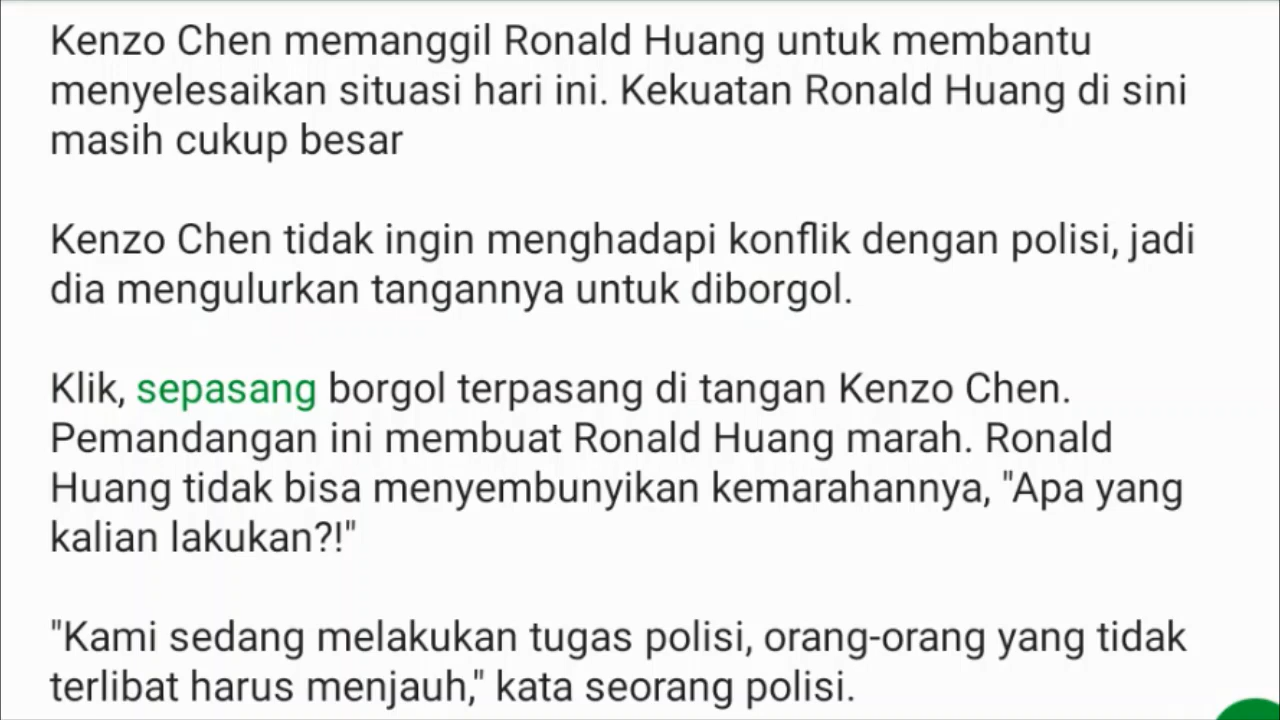 Kenzo Chen memanggil Ronald Huang untuk membantu
menyelesaikan situasi hari ini. Kekuatan Ronald Huang di sini
masih cukup besar
Kenzo Chen tidak ingin menghadapi konflik dengan polisi, jadi
dia mengulurkan tangannya untuk diborgol.
Klik, sepasang borgol terpasang di tangan Kenzo Chen.
Pemandangan ini membuat Ronald Huang marah. Ronald
Huang tidak bisa menyembunyikan kemarahannya, "Apa yang
kalian lakukan?!"
"Kami sedang melakukan tugas polisi, orang-orang yang tidak
terlibat harus menjauh," kata seorang polisi.